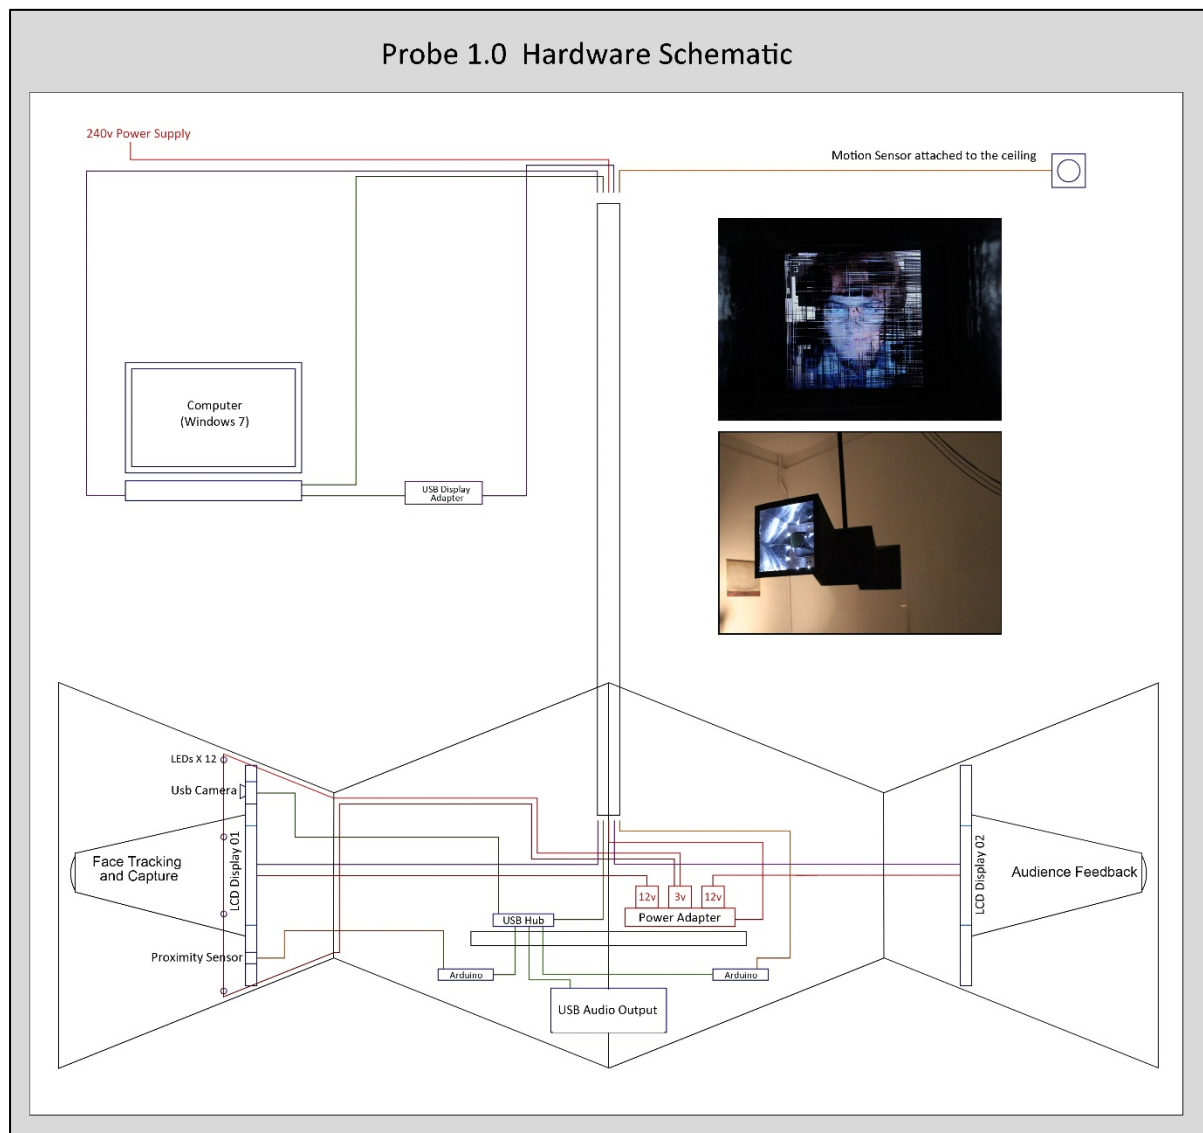 Probe 1.0 Hardware Schematic
240v Power Supply
Motion Sensor attached to the ceiling
Computer
(Windows 7)
USB Display
Adapter
LEDs X 12
Usb Camera
Face Tracking
and Capture
LCD Display 01
Proximity Sensor
12v
3v
12v
Power Adapter
USB Hub
Arduino
Arduino
USB Audio Output
LCD Display 02
Audience Feedback